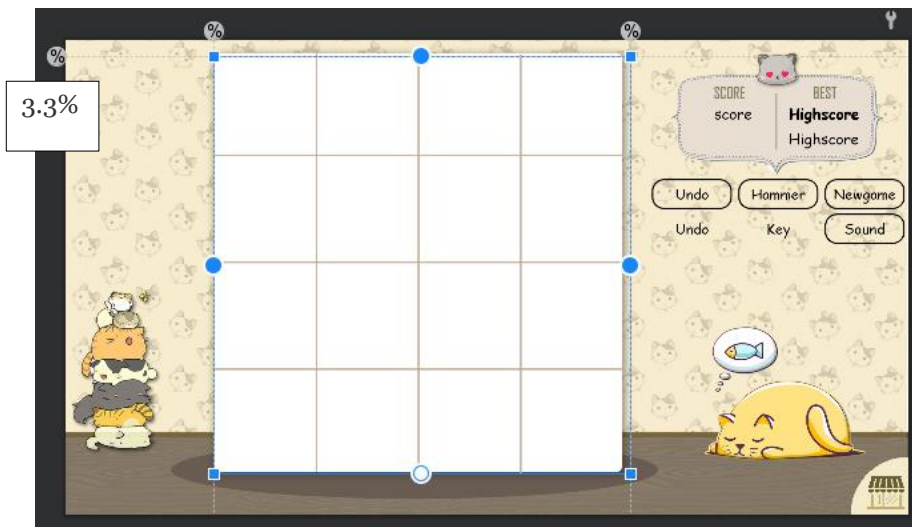 %
%
%
3.3%
SCORE BEST
score Highscore
Highscore
Undo Hammer Newgame
Undo Key Sound